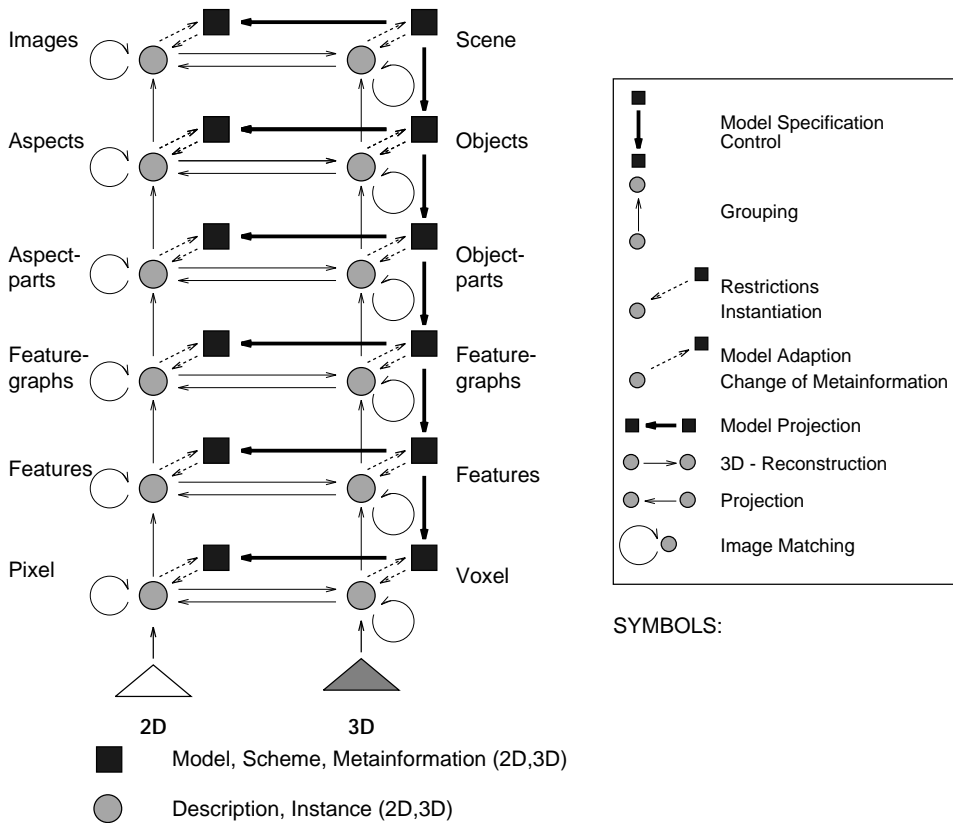 Images
Scene
Aspects
Objects
Aspect-
parts
Object-
parts
Feature-
graphs
Feature-
graphs
Features
Features
Pixel
Voxel
2D
3D
Model, Scheme, Metainformation (2D,3D)
Description, Instance (2D,3D)
Model Specification
Control
Grouping
Restrictions
Instantiation
Model Adaption
Change of Metainformation
Model Projection
3D - Reconstruction
Projection
Image Matching
SYMBOLS: